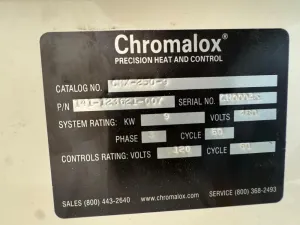 Chromalox®
PRECISION HEAT AND CONTROL
CATALOG NO.
P/N SERIAL NO.
SYSTEM RATING: KW 9 VOLTS
PHASE CYCLE 60
CONTROLS RATING: VOLTS 120 CYCLE 60
www.chromalox.com
SALES (800) 443-2640 SERVICE (800) 368-2493